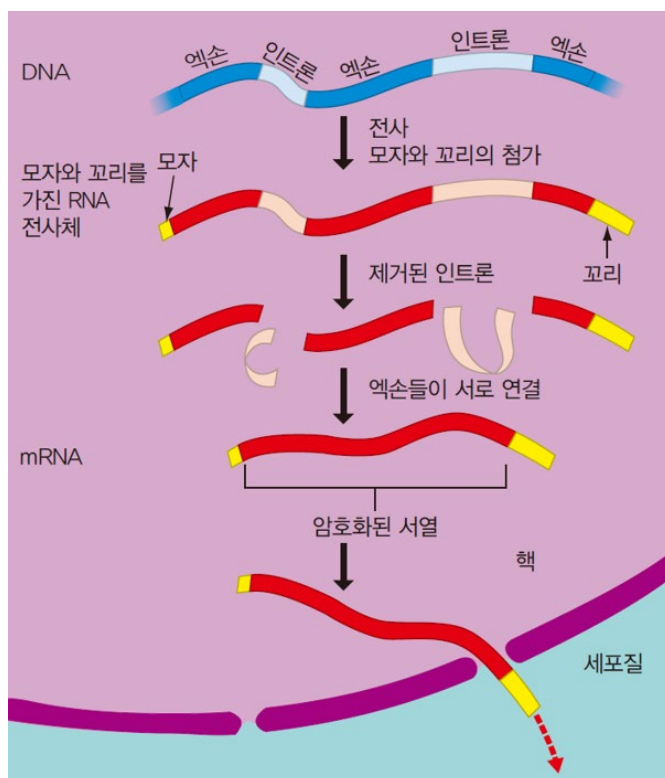 엑손
인트론
엑손
인트론
엑손
DNA
전사
모자와 꼬리의 첨가
모자와 꼬리를
가진 RNA
전사체
모자
꼬리
제거된 인트론
엑손들이 서로 연결
mRNA
암호화된 서열
핵
세포질